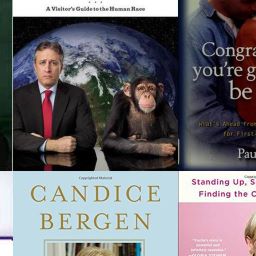 A Visitor's Guide to the Human Race
Congra
you're g
be
What's Ahead from
for First-
Pau
CANDICE
BERGEN
Standing Up, S
Finding the C